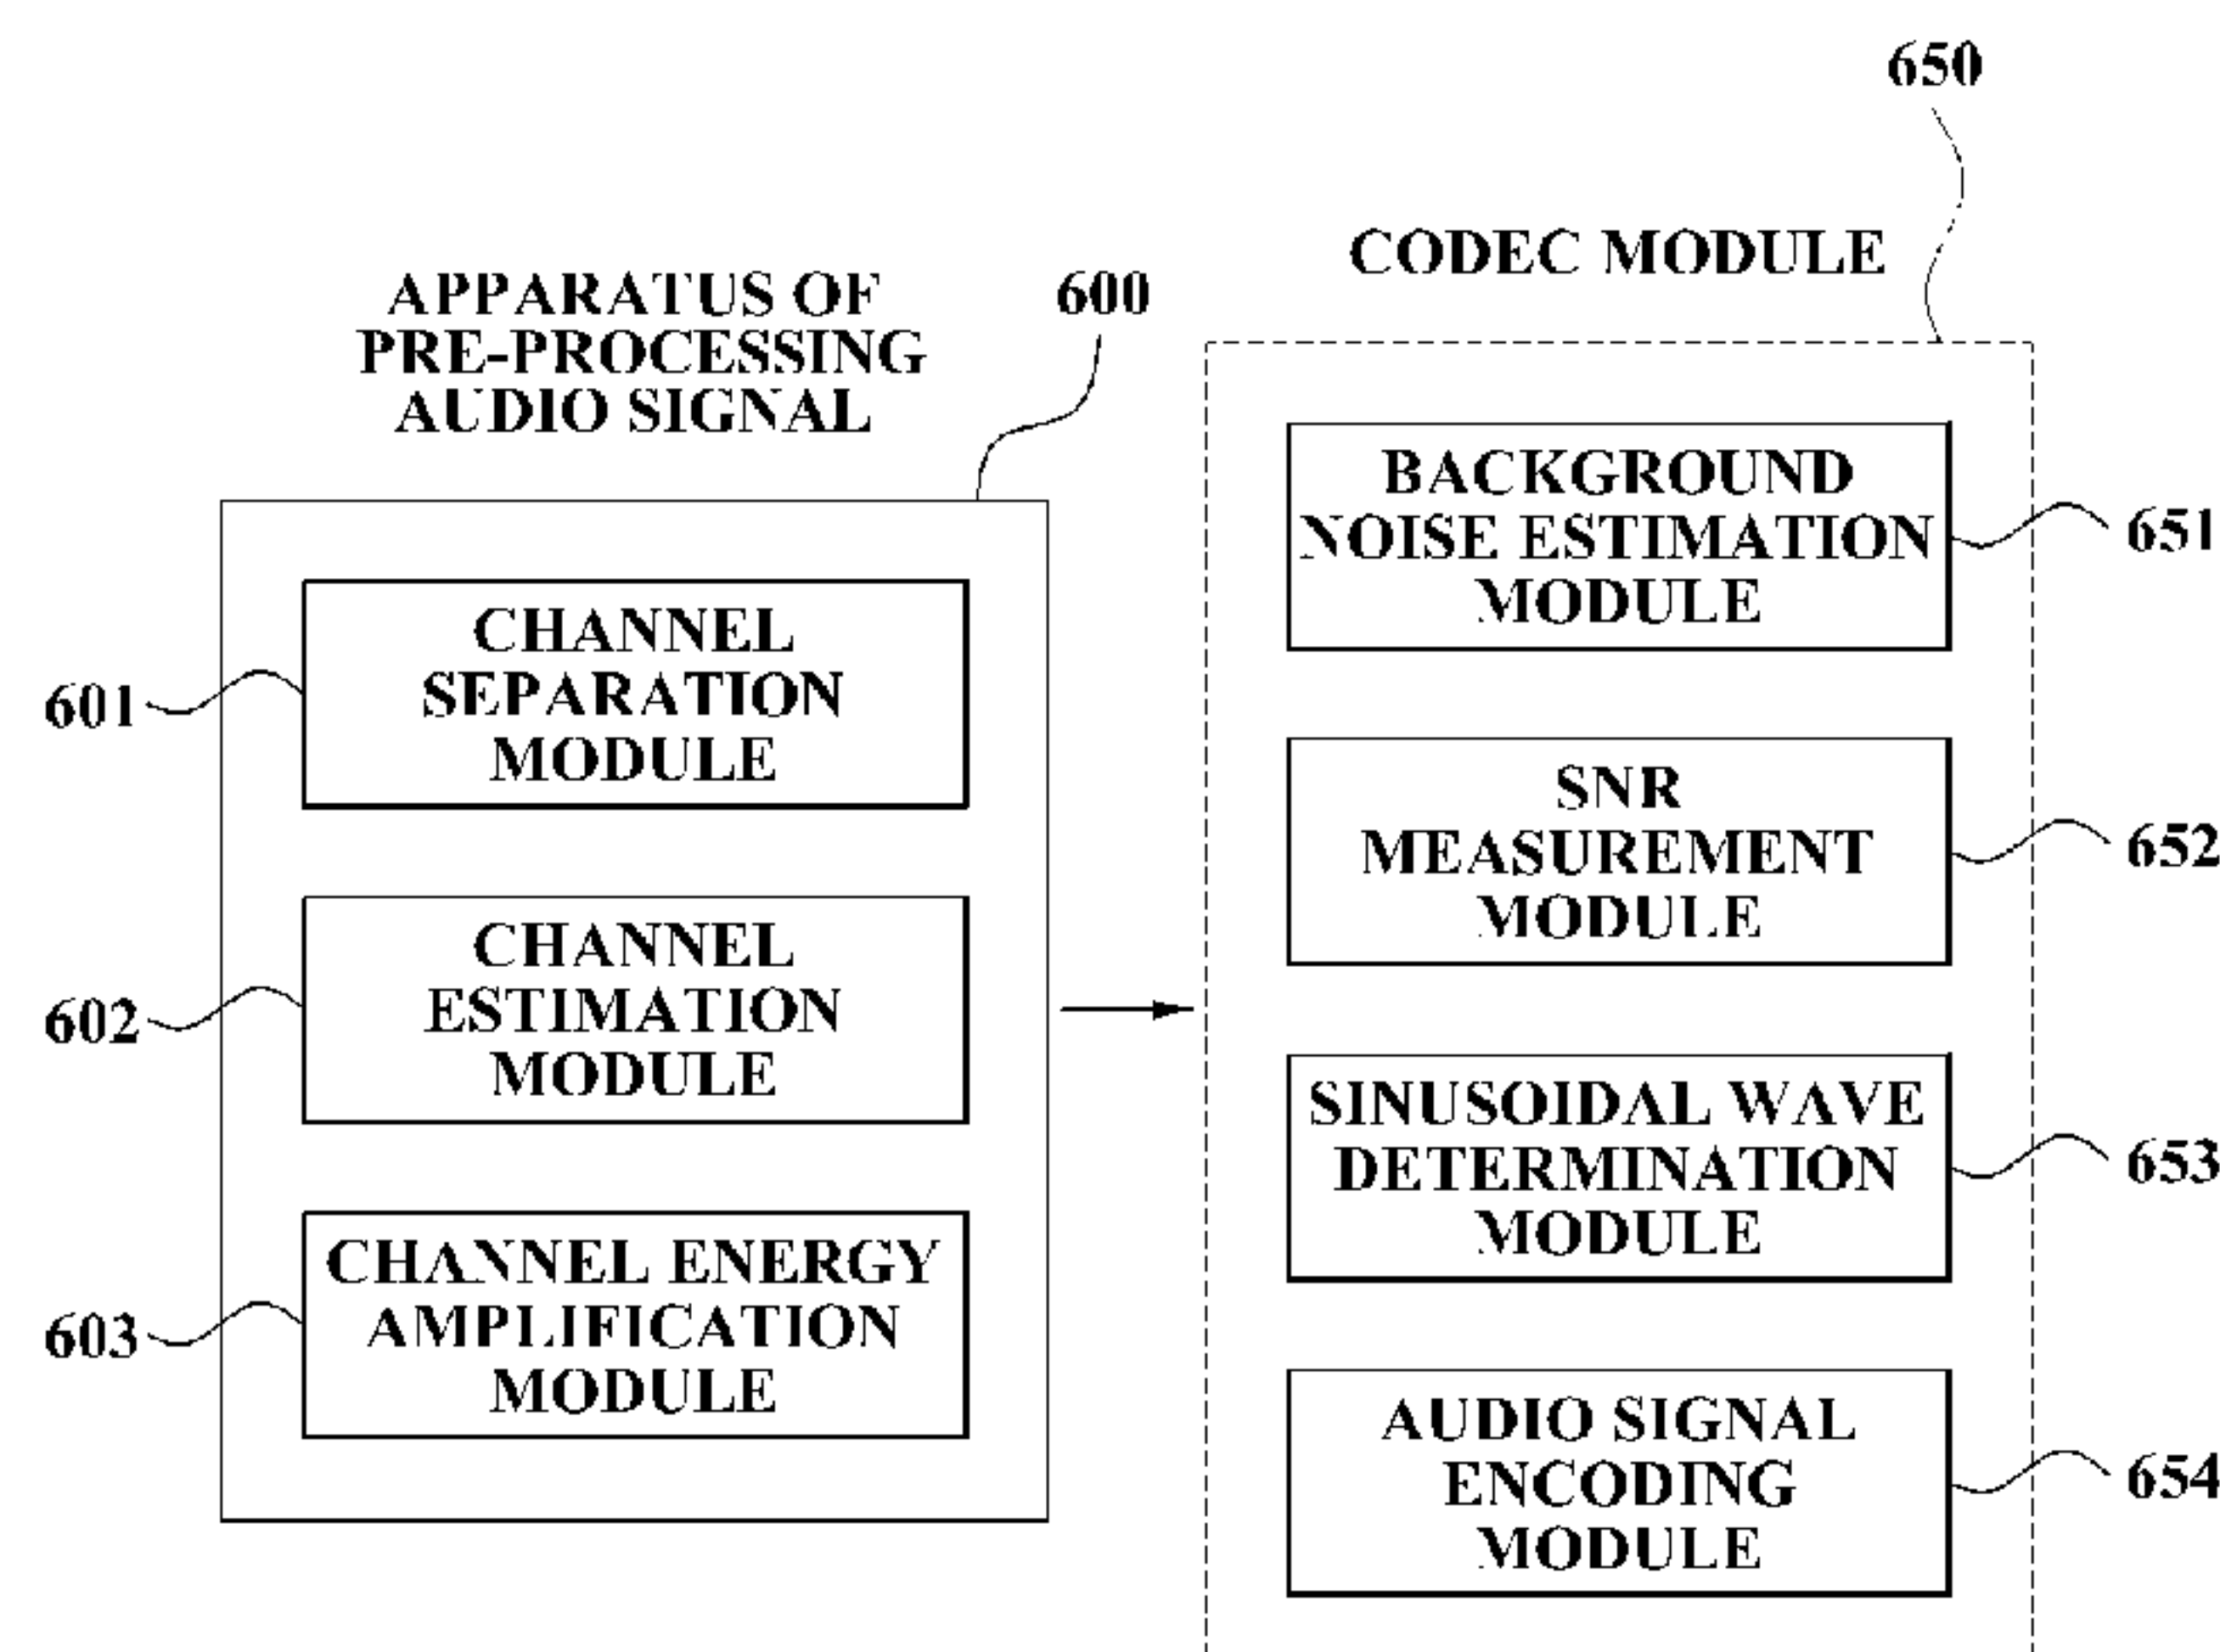 650
CODEC MODULE
APPARATUS OF
PRE-PROCESSING
AUDIO SIGNAL
600
CHANNEL
SEPARATION
MODULE
601
CHANNEL
ESTIMATION
MODULE
602
CHANNEL ENERGY
AMPLIFICATION
MODULE
603
BACKGROUND
NOISE ESTIMATION
MODULE
651
SNR
MEASUREMENT
MODULE
652
SINUSOIDAL WAVE
DETERMINATION
MODULE
653
AUDIO SIGNAL
ENCODING
MODULE
654